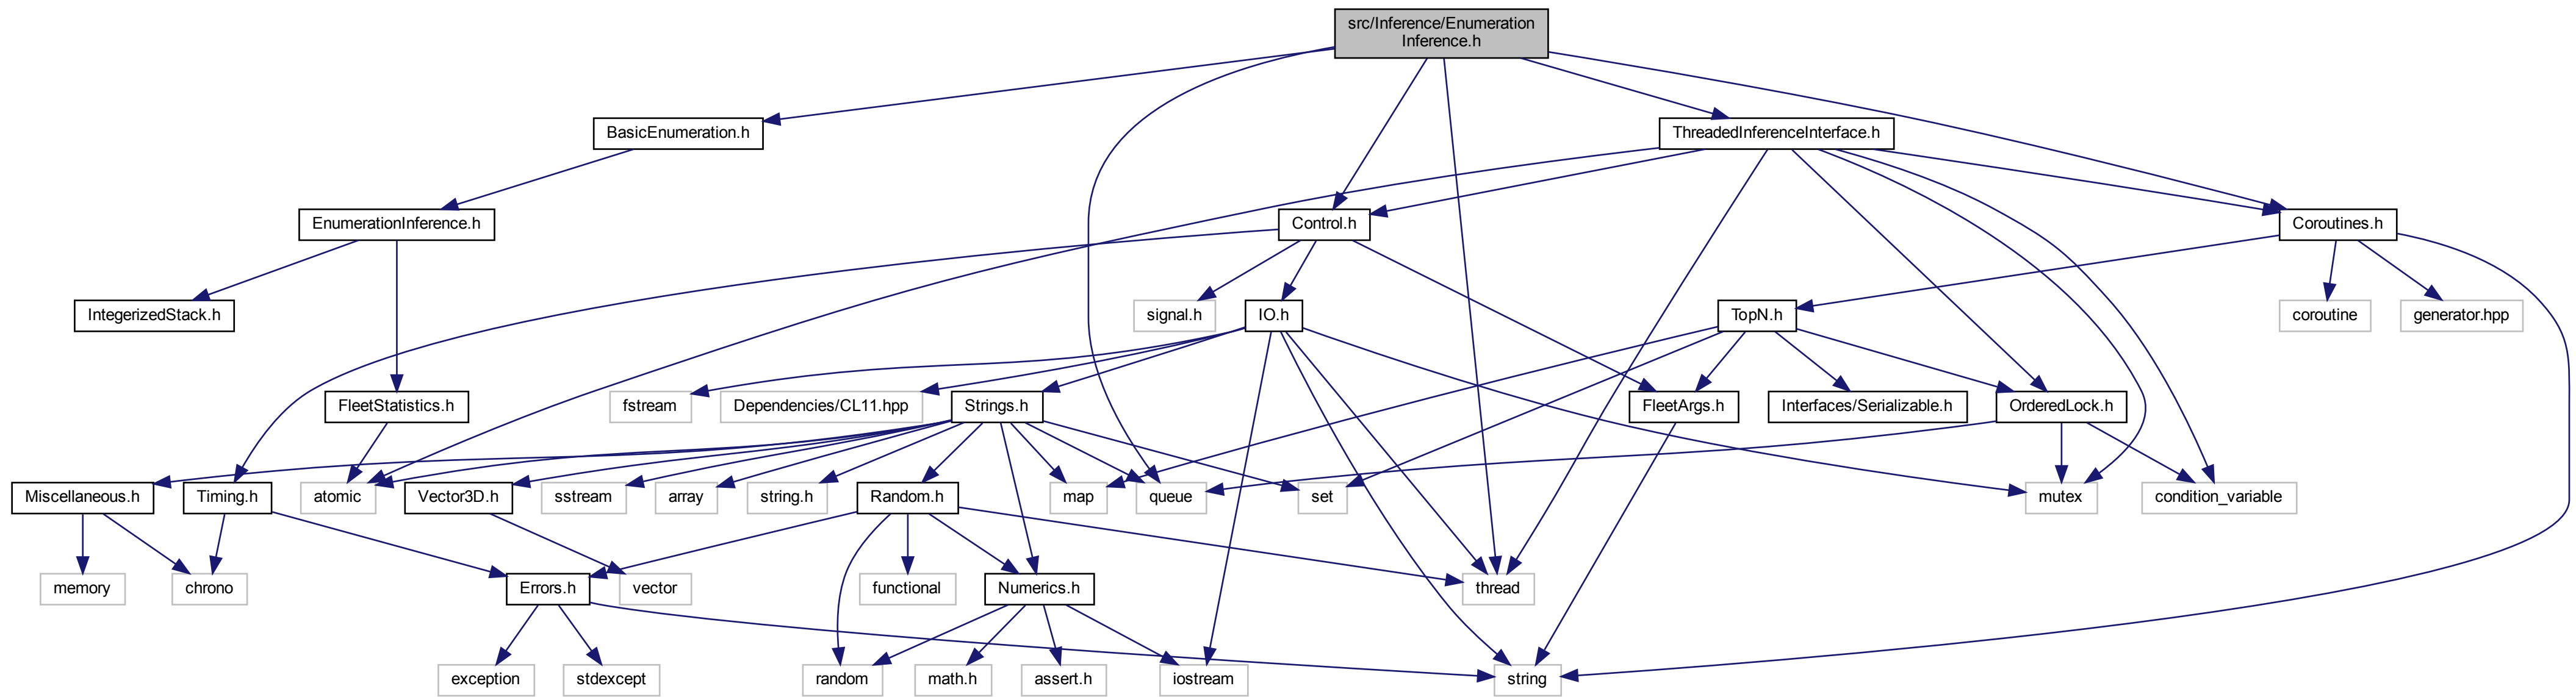 src/Inference/Enumeration
Inference.h
BasicEnumeration.h
ThreadedInferenceInterface.h
EnumerationInference.h
Control.h
Coroutines.h
IntegerizedStack.h
signal.h
IO.h
TopN.h
coroutine
generator.hpp
FleetStatistics.h
fstream
Dependencies/CL11.hpp
Strings.h
FleetArgs.h
Interfaces/Serializable.h
OrderedLock.h
Miscellaneous.h
Timing.h
atomic
Vector3D.h
sstream
array
string.h
Random.h
map
queue
set
mutex
condition_variable
memory
chrono
Errors.h
vector
functional
Numerics.h
thread
exception
stdexcept
random
math.h
assert.h
iostream
string